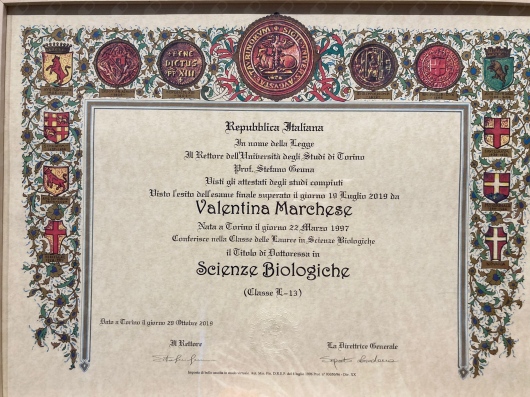 Repubblica Italiana
In nome della Legge
Il Rettore dell'Università degli Studi di Torino
Prof. Stefano Geuna
Visti gli attestati degli studi compiuti
Visto l'esito dell'esame finale superato il giorno 19 Luglio 2019 da
Valentina Marchese
Nata a Torino il giorno 22 Marzo 1997
Conferisce nella Classe delle Lauree in Scienze Biologiche
il Titolo di Dottoressa in
Scienze Biologiche
(Classe L-13)
Dato a Torino il giorno 29 Ottobre 2019
Il Rettore
La Direttrice Generale